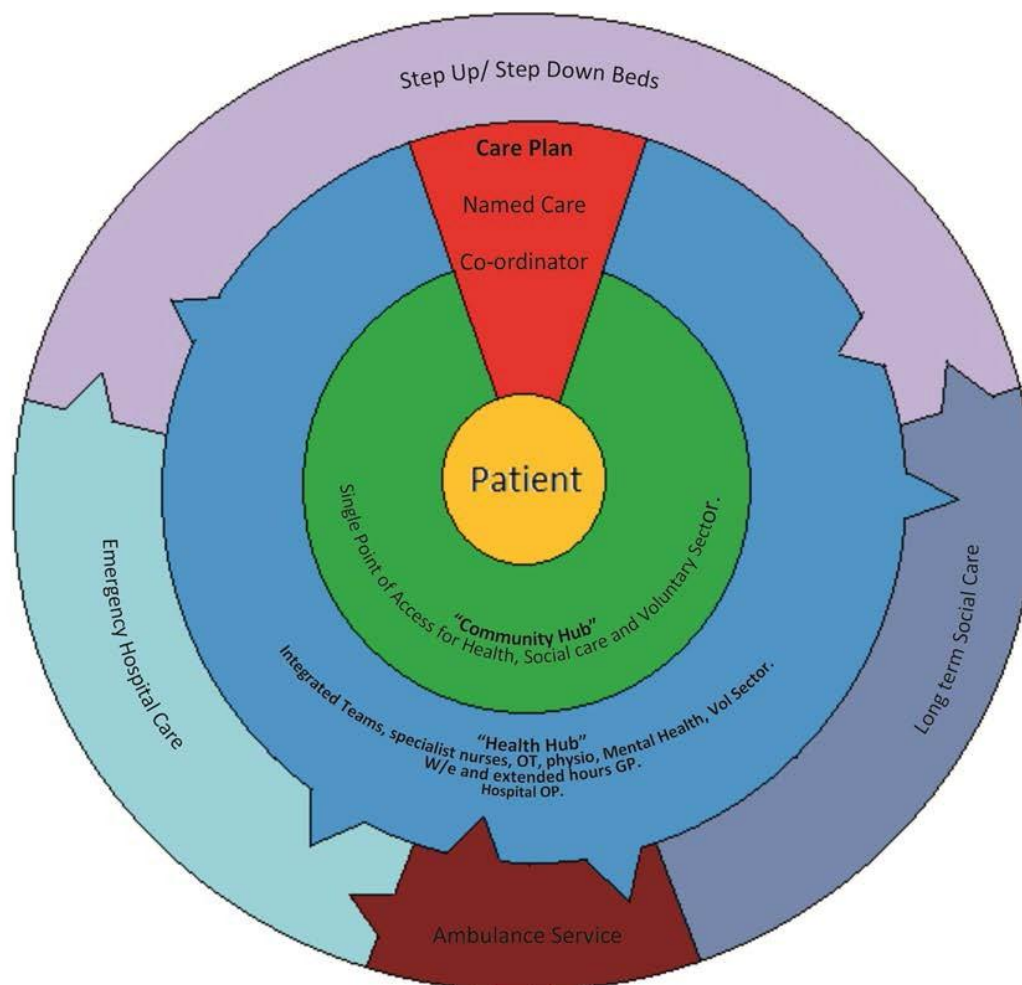 Step Up/ Step Down Beds
Care Plan
Named Care
Co-ordinator
Patient
"Community Hub"
Single Point of Access for Health, Social care and Voluntary Sector.
"Health Hub"
Integrated Teams, specialist nurses, OT, physio, Mental Health, Vol Sector.
W/e and extended hours GP.
Hospital OP.
Emergency Hospital Care
Long term Social Care
Ambulance Service